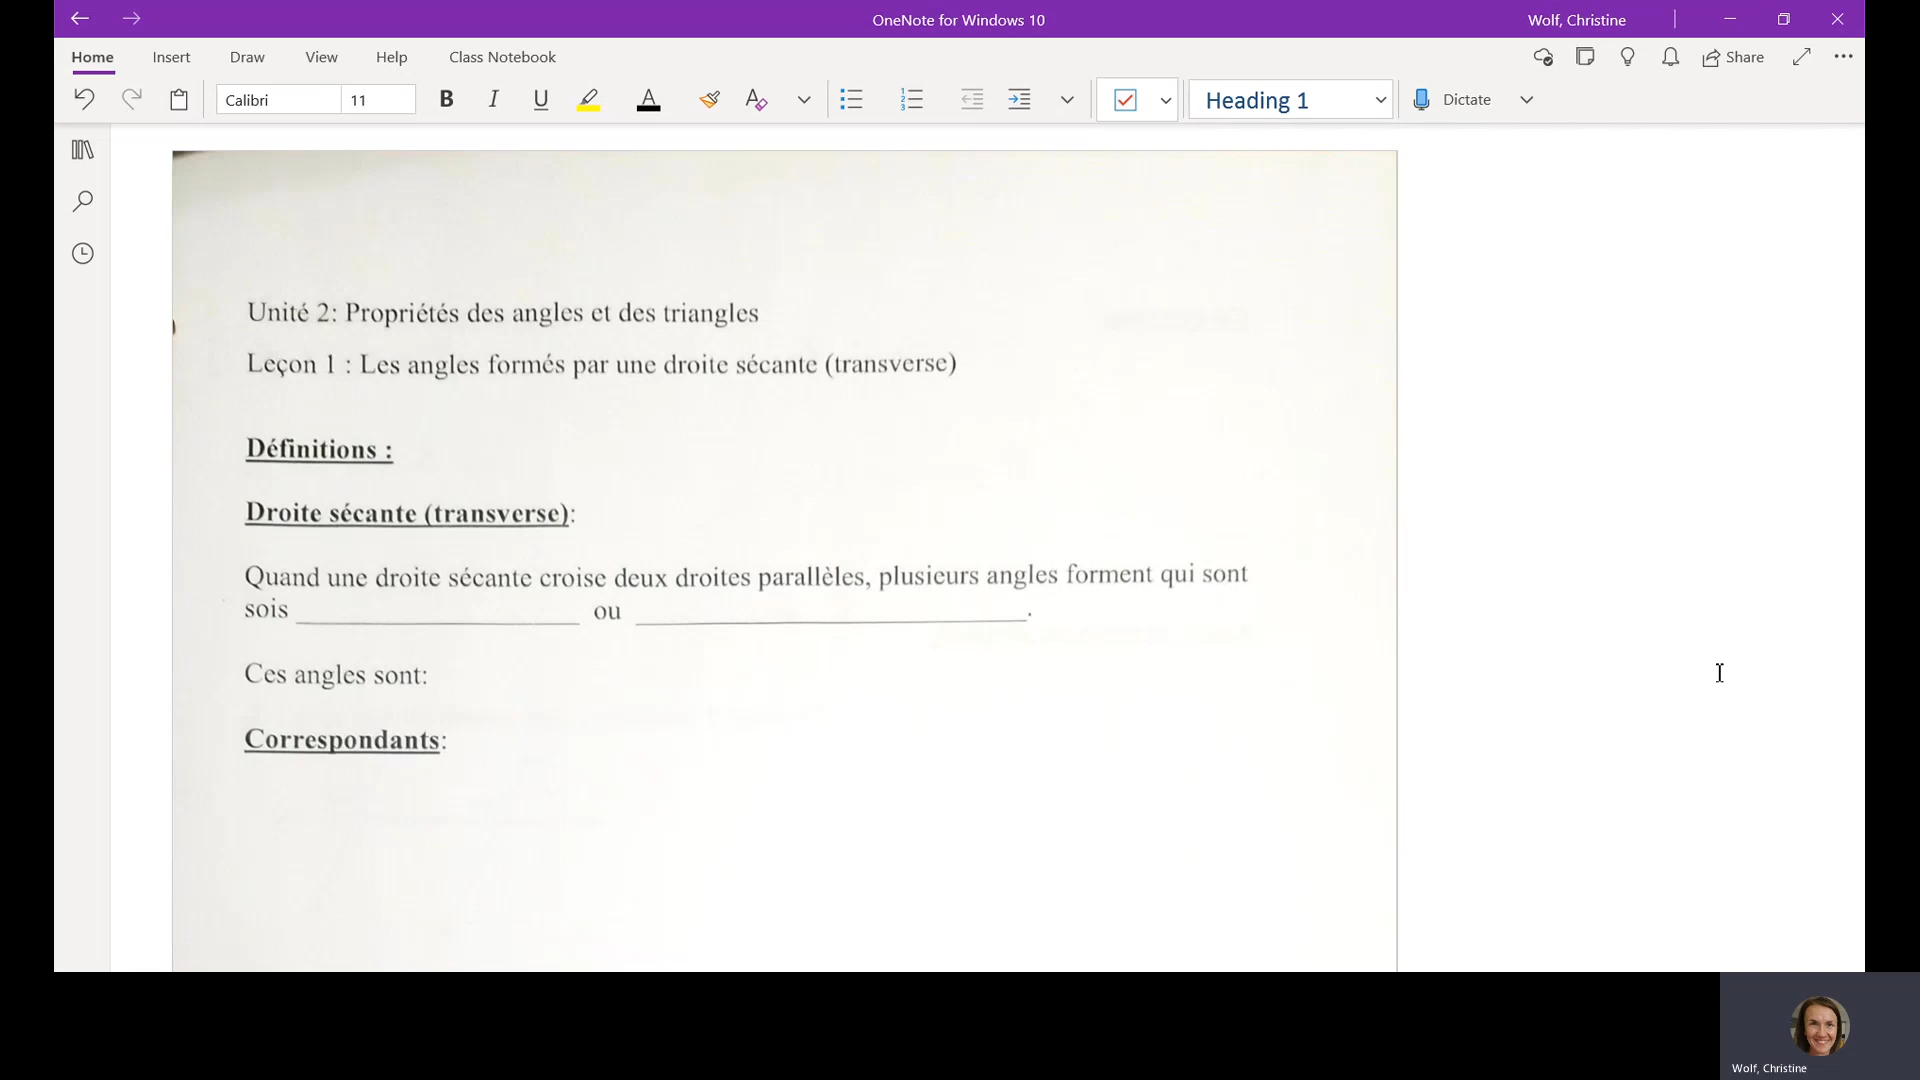 OneNote for Windows 10
Wolf, Christine
Home Insert Draw View Help Class Notebook
Share
Calibri 11 B I U A Heading 1 Dictate
Unité 2: Propriétés des angles et des triangles
Leçon 1 : Les angles formés par une droite sécante (transverse)
Définitions :
Droite sécante (transverse):
Quand une droite sécante croise deux droites parallèles, plusieurs angles forment qui sont
sois ____________________ ou ____________________________.
Ces angles sont:
Correspondants:
Wolf, Christine